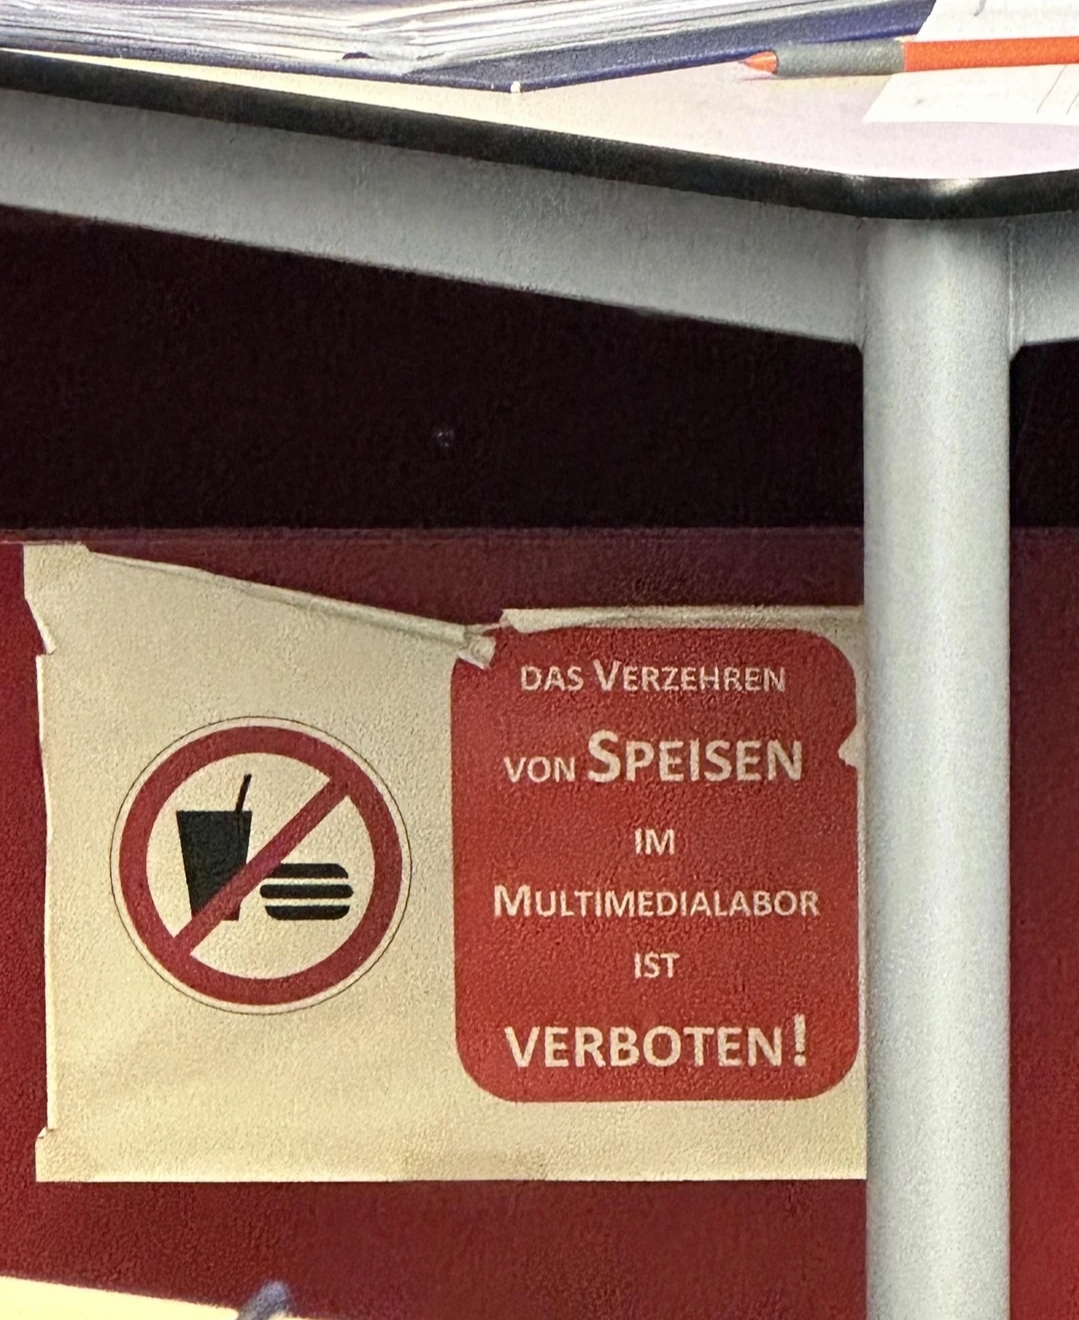 DAS VERZEHREN
VON SPEISEN
IM
MULTIMEDIALABOR
IST
VERBOTEN!